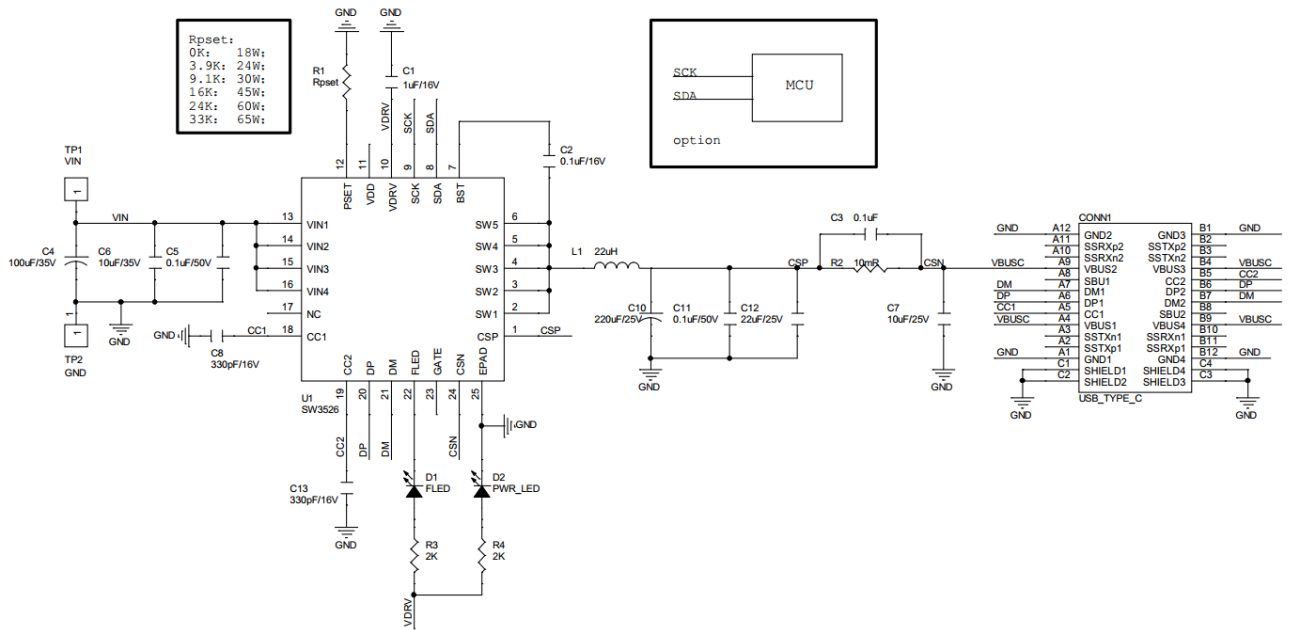 Rpset:
0K: 18W;
3.9K: 24W;
9.1K: 30W;
16K: 45W;
24K: 60W;
33K: 65W;
GND
GND
R1
Rpset
C1
1uF/16V
VDRV
SCK
SDA
SCK
SDA
MCU
option
C2
0.1uF/16V
12
11
10
9
8
7
PSET
VDD
VDRV
SCK
SDA
BST
TP1
VIN
1
VIN
C4
100uF/35V
C6
10uF/35V
C5
0.1uF/50V
1
1
TP2
GND
GND
13 VIN1
14 VIN2
15 VIN3
16 VIN4
17 NC
18 CC1
CC1
GND
C8
330pF/16V
SW5 6
SW4 5
SW3 4
SW2 3
SW1 2
CSP 1 CSP
CC2
DP
DM
FLED
GATE
CSN
EPAD
U1
SW3526
19
20
21
22
23
24
25
CC2
DP
DM
CSN
GND
C13
330pF/16V
GND
D1
FLED
D2
PWR_LED
R3
2K
R4
2K
VDRV
L1 22uH
C3 0.1uF
CSP
R2 10mR
CSN
C10
220uF/25V
C11
0.1uF/50V
C12
22uF/25V
C7
10uF/25V
GND
GND
CONN1
GND A12 GND2 GND3 B1 GND
A11 SSRXp2 SSTXp2 B2
A10 SSRXn2 SSTXn2 B3
VBUSC A9 VBUS2 VBUS3 B4 VBUSC
A8 SBU1 CC2 B5 CC2
DM A7 DM1 DP2 B6 DP
DP A6 DP1 DM2 B7 DM
CC1 A5 CC1 SBU2 B8
VBUSC A4 VBUS1 VBUS4 B9 VBUSC
A3 SSTXn1 SSRXn1 B10
A2 SSTXp1 SSRXp1 B11
GND A1 GND1 GND4 B12 GND
C1 SHIELD1 SHIELD4 C4
C2 SHIELD2 SHIELD3 C3
USB_TYPE_C
GND
GND